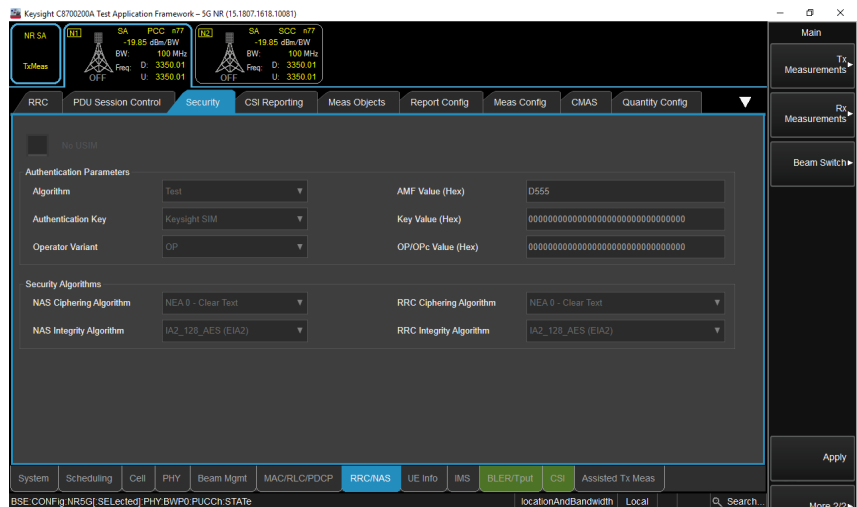 Keysight C8700200A Test Application Framework – 5G NR (15.1807.1618.10081)
NR SA
TxMeas
N1 SA PCC n77
-19.85 dBm/BW
BW: 100 MHz
Freq: D: 3350.01
OFF U: 3350.01
N2 SA SCC n77
-19.85 dBm/BW
BW: 100 MHz
Freq: D: 3350.01
OFF U: 3350.01
Main
Tx Measurements
Rx Measurements
Beam Switch
Apply
More 2/2
RRC PDU Session Control Security CSI Reporting Meas Objects Report Config Meas Config CMAS Quantity Config
No USIM
Authentication Parameters
Algorithm Test AMF Value (Hex) D555
Authentication Key Keysight SIM Key Value (Hex) 00000000000000000000000000000000
Operator Variant OP OP/OPc Value (Hex) 00000000000000000000000000000000
Security Algorithms
NAS Ciphering Algorithm NEA 0 - Clear Text RRC Ciphering Algorithm NEA 0 - Clear Text
NAS Integrity Algorithm IA2_128_AES (EIA2) RRC Integrity Algorithm IA2_128_AES (EIA2)
System Scheduling Cell PHY Beam Mgmt MAC/RLC/PDCP RRC/NAS UE Info IMS BLER/Tput CSI Assisted Tx Meas
BSE:CONFig:NR5G[:SELected]:PHY:BWP0:PUCCh:STATe locationAndBandwidth Local Search...